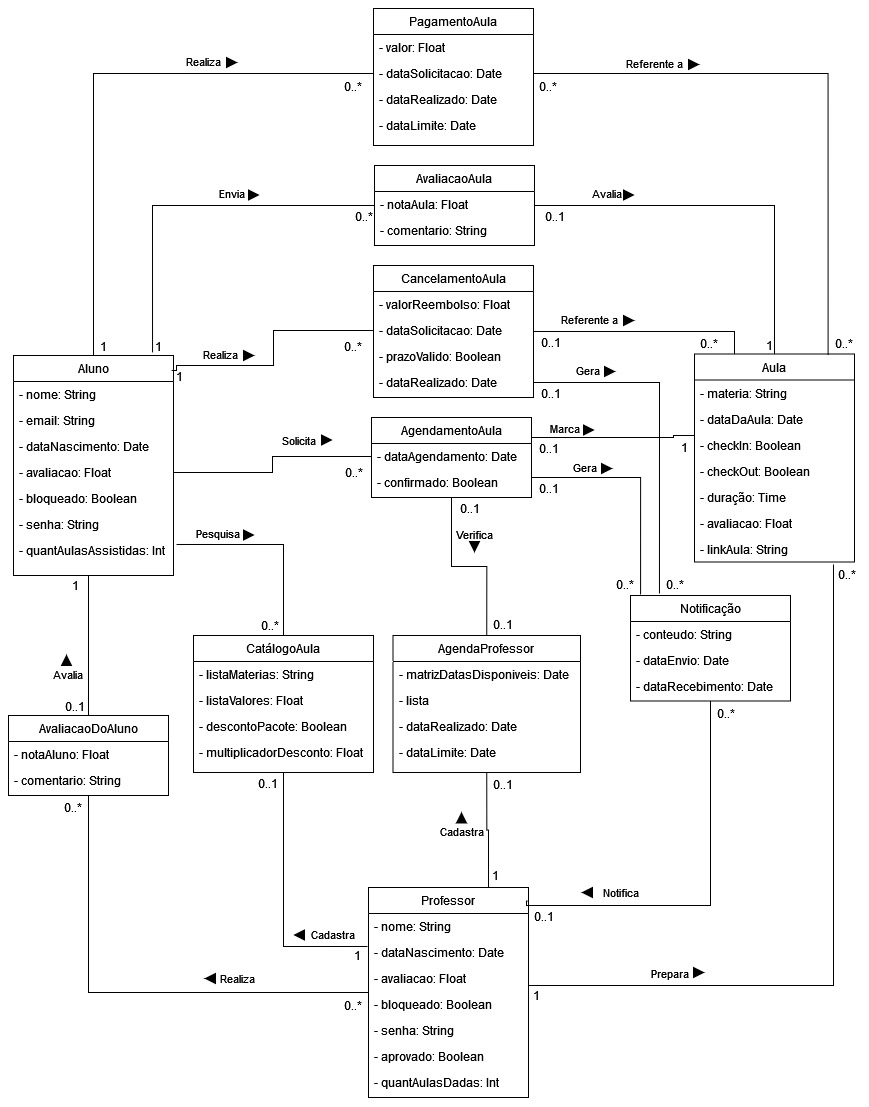 PagamentoAula
- valor: Float
- dataSolicitacao: Date
- dataRealizado: Date
- dataLimite: Date
Realiza
0..*
Referente a
0..*
AvaliacaoAula
- notaAula: Float
- comentario: String
Envia
0..*
Avalia
0..1
CancelamentoAula
- valorReembolso: Float
- dataSolicitacao: Date
- prazoValido: Boolean
- dataRealizado: Date
Realiza
0..*
Referente a
0..1
0..*
1
0..*
Gera
0..1
1
1
1
Aluno
- nome: String
- email: String
- dataNascimento: Date
- avaliacao: Float
- bloqueado: Boolean
- senha: String
- quantAulasAssistidas: Int
Aula
- materia: String
- dataDaAula: Date
- checkIn: Boolean
- checkOut: Boolean
- duração: Time
- avaliacao: Float
- linkAula: String
AgendamentoAula
- dataAgendamento: Date
- confirmado: Boolean
Solicita
0..*
Marca
0..1
1
Gera
0..1
0..1
Verifica
Pesquisa
0..*
0..1
0..*
0..*
0..*
1
Avalia
0..1
CatálogoAula
- listaMaterias: String
- listaValores: Float
- descontoPacote: Boolean
- multiplicadorDesconto: Float
AgendaProfessor
- matrizDatasDisponiveis: Date
- lista
- dataRealizado: Date
- dataLimite: Date
Notificação
- conteudo: String
- dataEnvio: Date
- dataRecebimento: Date
0..*
AvaliacaoDoAluno
- notaAluno: Float
- comentario: String
0..*
0..1
0..1
Cadastra
1
Notifica
0..1
Cadastra
1
Realiza
0..*
Prepara
1
Professor
- nome: String
- dataNascimento: Date
- avaliacao: Float
- bloqueado: Boolean
- senha: String
- aprovado: Boolean
- quantAulasDadas: Int